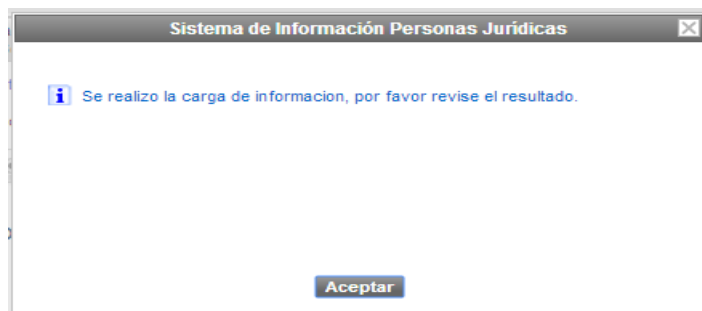 Sistema de Información Personas Jurídicas
Se realizo la carga de informacion, por favor revise el resultado.
Aceptar